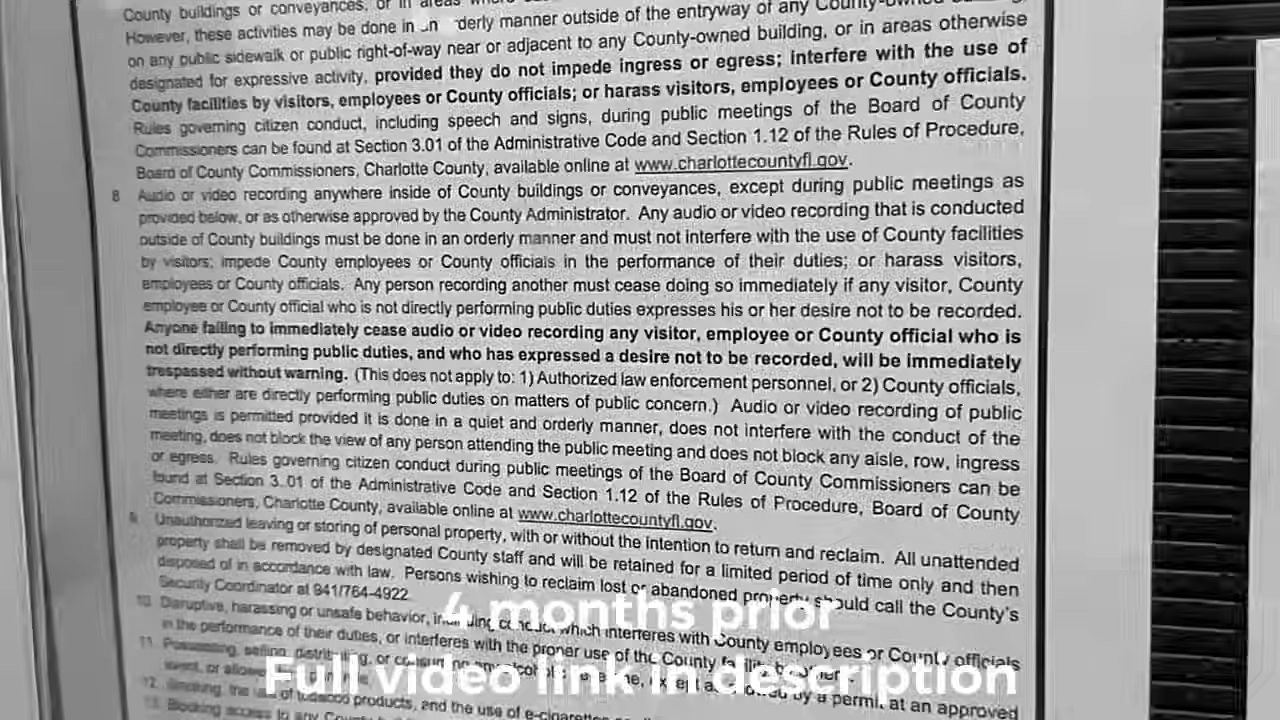 County buildings or conveyances, or in areas
However, these activities may be done in derly manner outside of the entryway of any County-owned
on any public sidewalk or public right-of-way near or adjacent to any County-owned building, or in areas otherwise
designated for expressive activity, provided they do not impede ingress or egress; interfere with the use of
County facilities by visitors, employees or County officials; or harass visitors, employees or County officials.
Rules governing citizen conduct, including speech and signs, during public meetings of the Board of County
Commissioners can be found at Section 3.01 of the Administrative Code and Section 1.12 of the Rules of Procedure,
Board of County Commissioners, Charlotte County, available online at www.charlottecountyfl.gov.
8 Audio or video recording anywhere inside of County buildings or conveyances, except during public meetings as
provided below, or as otherwise approved by the County Administrator. Any audio or video recording that is conducted
outside of County buildings must be done in an orderly manner and must not interfere with the use of County facilities
by visitors; impede County employees or County officials in the performance of their duties; or harass visitors,
employees or County officials. Any person recording another must cease doing so immediately if any visitor, County
employee or County official who is not directly performing public duties expresses his or her desire not to be recorded.
Anyone failing to immediately cease audio or video recording any visitor, employee or County official who is
not directly performing public duties, and who has expressed a desire not to be recorded, will be immediately
trespassed without warning. (This does not apply to: 1) Authorized law enforcement personnel, or 2) County officials,
where either are directly performing public duties on matters of public concern.) Audio or video recording of public
meetings is permitted provided it is done in a quiet and orderly manner, does not interfere with the conduct of the
meeting, does not block the view of any person attending the public meeting and does not block any aisle, row, ingress
or egress. Rules governing citizen conduct during public meetings of the Board of County Commissioners can be
found at Section 3.01 of the Administrative Code and Section 1.12 of the Rules of Procedure, Board of County
Commissioners, Charlotte County, available online at www.charlottecountyfl.gov.
9. Unauthorized leaving or storing of personal property, with or without the intention to return and reclaim. All unattended
property shall be removed by designated County staff and will be retained for a limited period of time only and then
disposed of in accordance with law. Persons wishing to reclaim lost or abandoned property should call the County's
Security Coordinator at 941/764-4922.
4 months prior
10. Disruptive, harassing or unsafe behavior, including conduct which interferes with County employees or County officials
in the performance of their duties, or interferes with the proper use of the County
Full video link in description
11. Possessing, selling, distributing, or consuming except by a permit, at an approved
event, or
12. Smoking, the use of tobacco products, and the use of e-cigarettes
13. Blocking access to any County